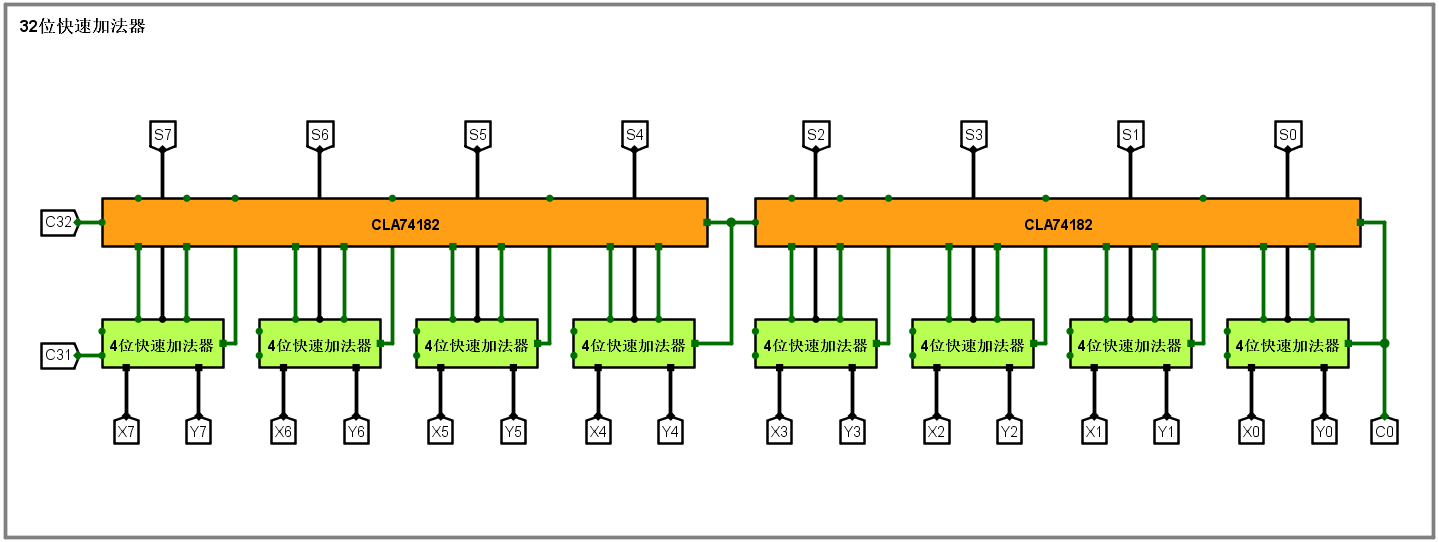 32位快速加法器
S7 S6 S5 S4 S2 S3 S1 S0
C32 CLA74182 CLA74182
C31 4位快速加法器 4位快速加法器 4位快速加法器 4位快速加法器 4位快速加法器 4位快速加法器 4位快速加法器 4位快速加法器
X7 Y7 X6 Y6 X5 Y5 X4 Y4 X3 Y3 X2 Y2 X1 Y1 X0 Y0 C0